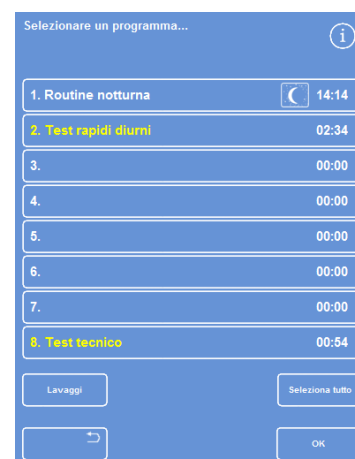 Selezionare un programma...
i
1. Routine notturna 14:14
2. Test rapidi diurni 02:34
3. 00:00
4. 00:00
5. 00:00
6. 00:00
7. 00:00
8. Test tecnico 00:54
Lavaggi Seleziona tutto
OK